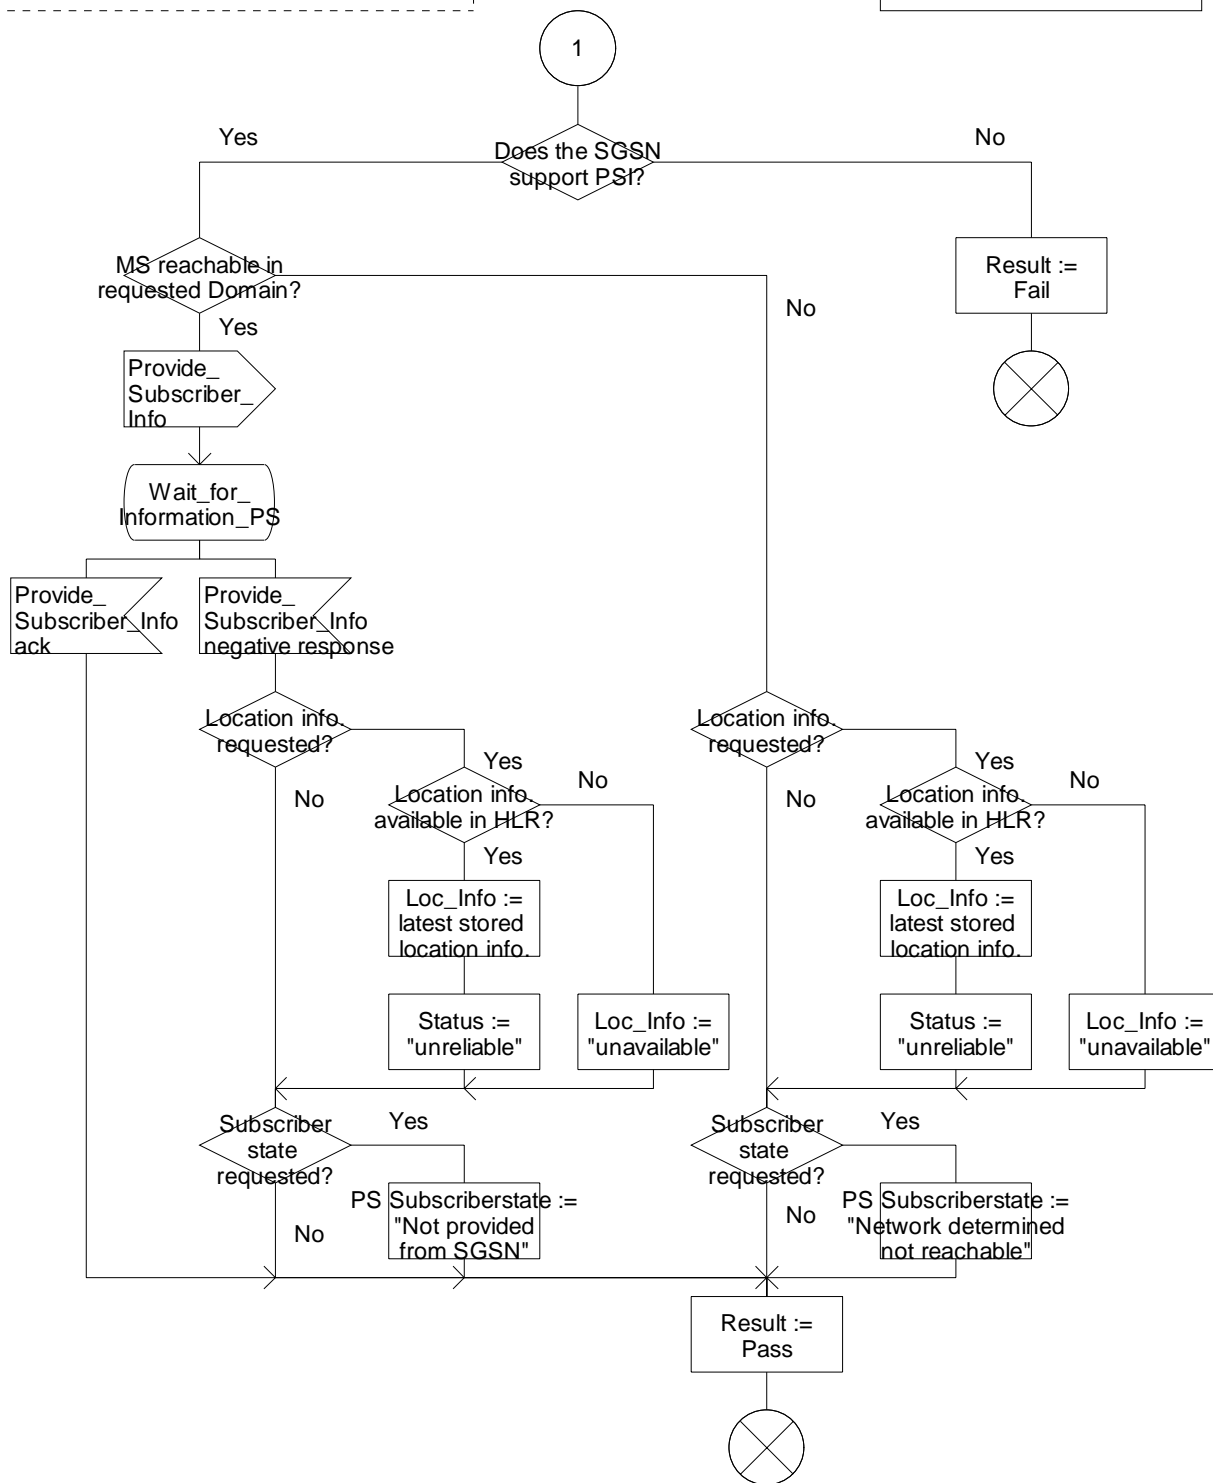 1
Yes
No
Does the SGSN
support PSI?
MS reachable in
requested Domain?
Result :=
Fail
No
Yes
Provide_
Subscriber_
Info
Wait_for_
Information_PS
Provide_
Subscriber_Info
ack
Provide_
Subscriber_Info
negative response
Location info.
requested?
Location info.
requested?
Yes
No
Yes
No
No
Location info.
available in HLR?
No
Location info.
available in HLR?
Yes
Yes
Loc_Info :=
latest stored
location info.
Loc_Info :=
latest stored
location info.
Status :=
"unreliable"
Loc_Info :=
"unavailable"
Status :=
"unreliable"
Loc_Info :=
"unavailable"
Subscriber
state
requested?
Yes
Subscriber
state
requested?
Yes
PS Subscriberstate :=
"Not provided
from SGSN"
No
PS Subscriberstate :=
"Network determined
not reachable"
No
Result :=
Pass